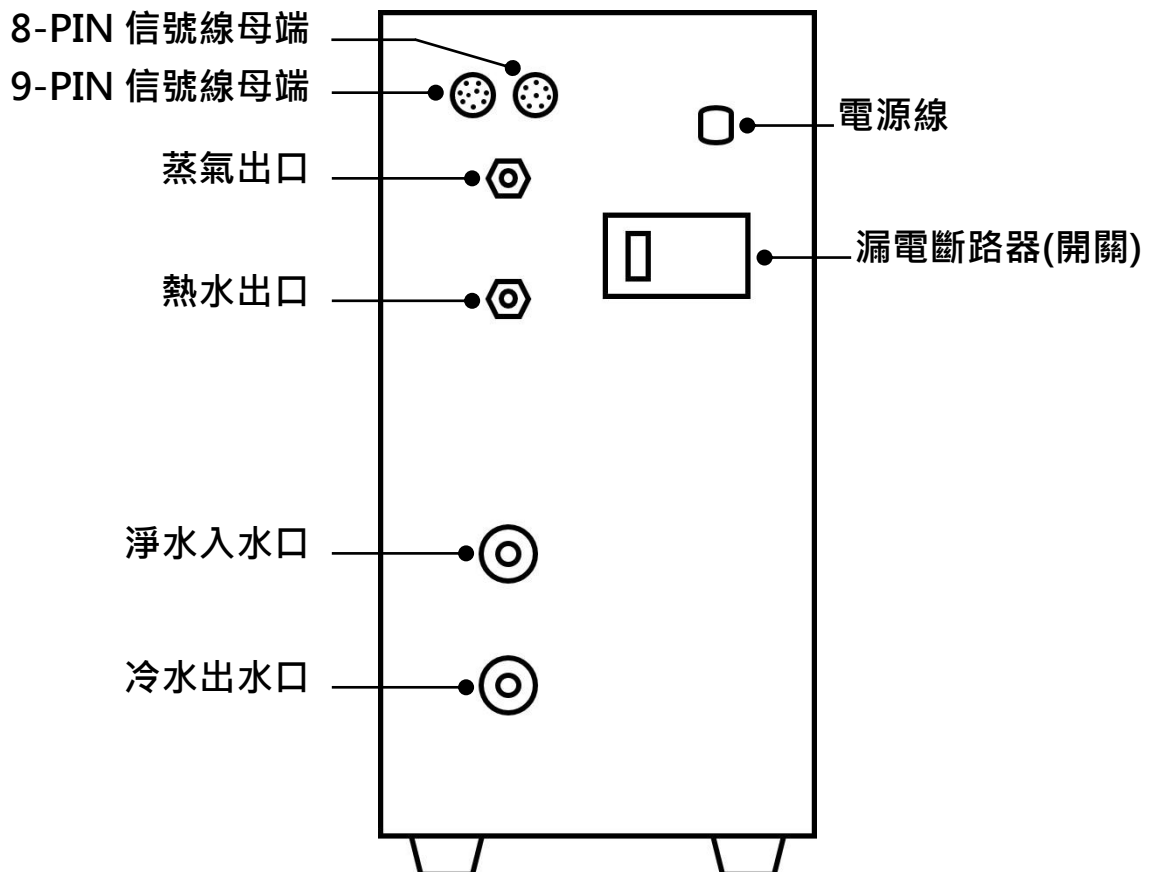 8-PIN 信號線母端
9-PIN 信號線母端
電源線
蒸氣出口
漏電斷路器(開關)
熱水出口
淨水入水口
冷水出水口